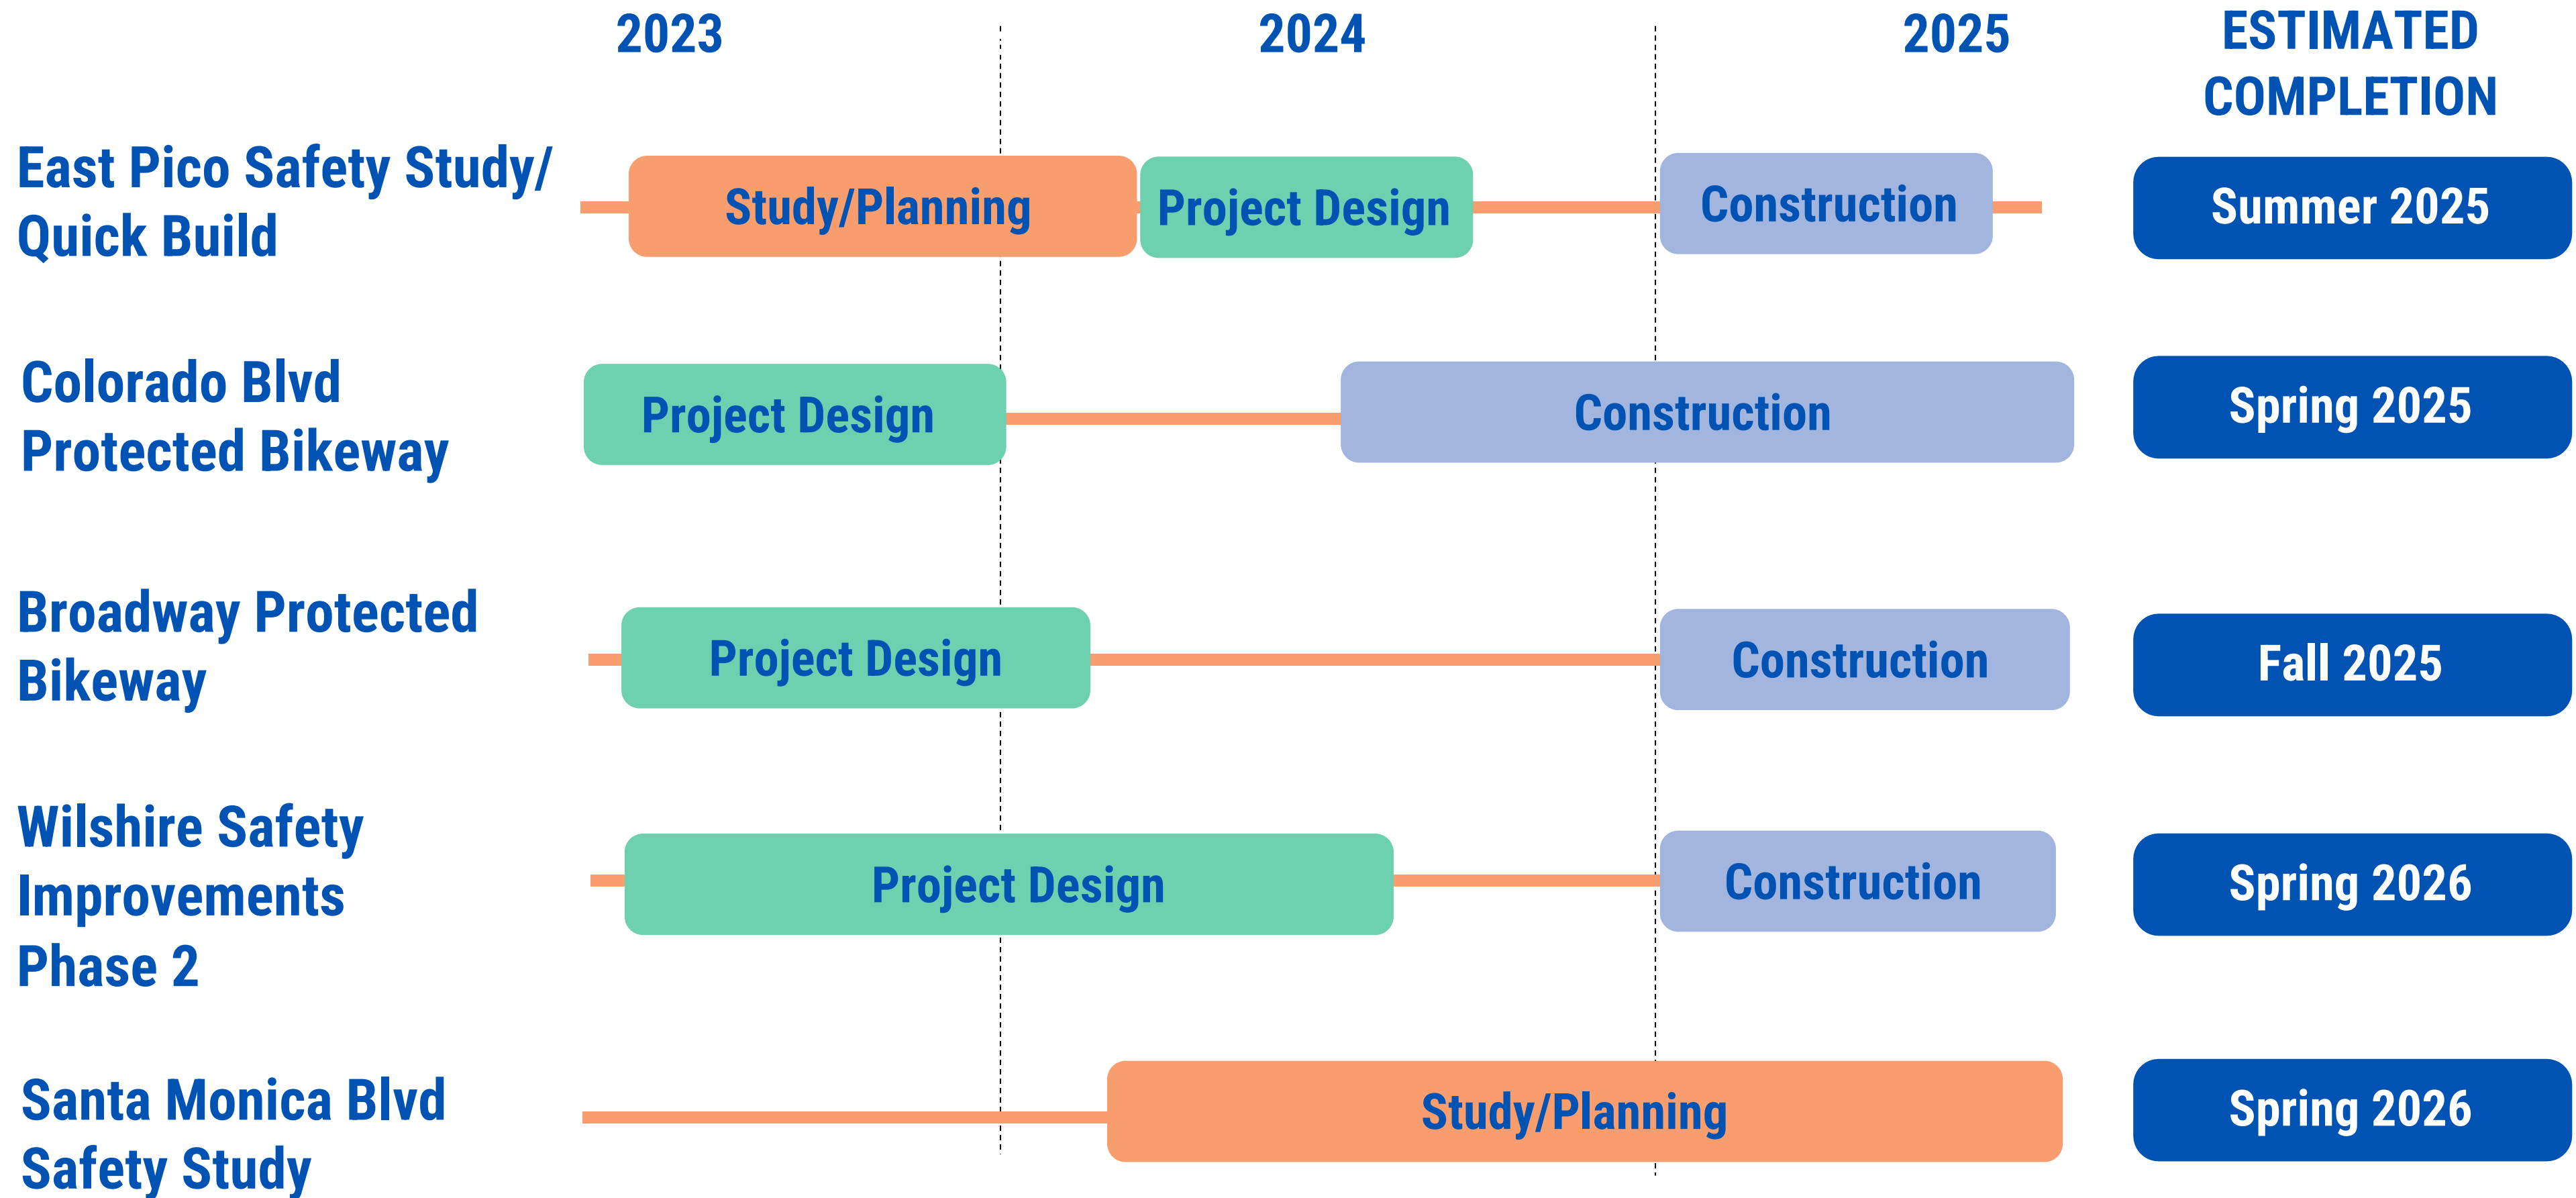 2023
2024
2025
ESTIMATED
COMPLETION
East Pico Safety Study/
Quick Build
Study/Planning
Project Design
Construction
Summer 2025
Colorado Blvd
Protected Bikeway
Project Design
Construction
Spring 2025
Broadway Protected
Bikeway
Project Design
Construction
Fall 2025
Wilshire Safety
Improvements
Phase 2
Project Design
Construction
Spring 2026
Santa Monica Blvd
Safety Study
Study/Planning
Spring 2026